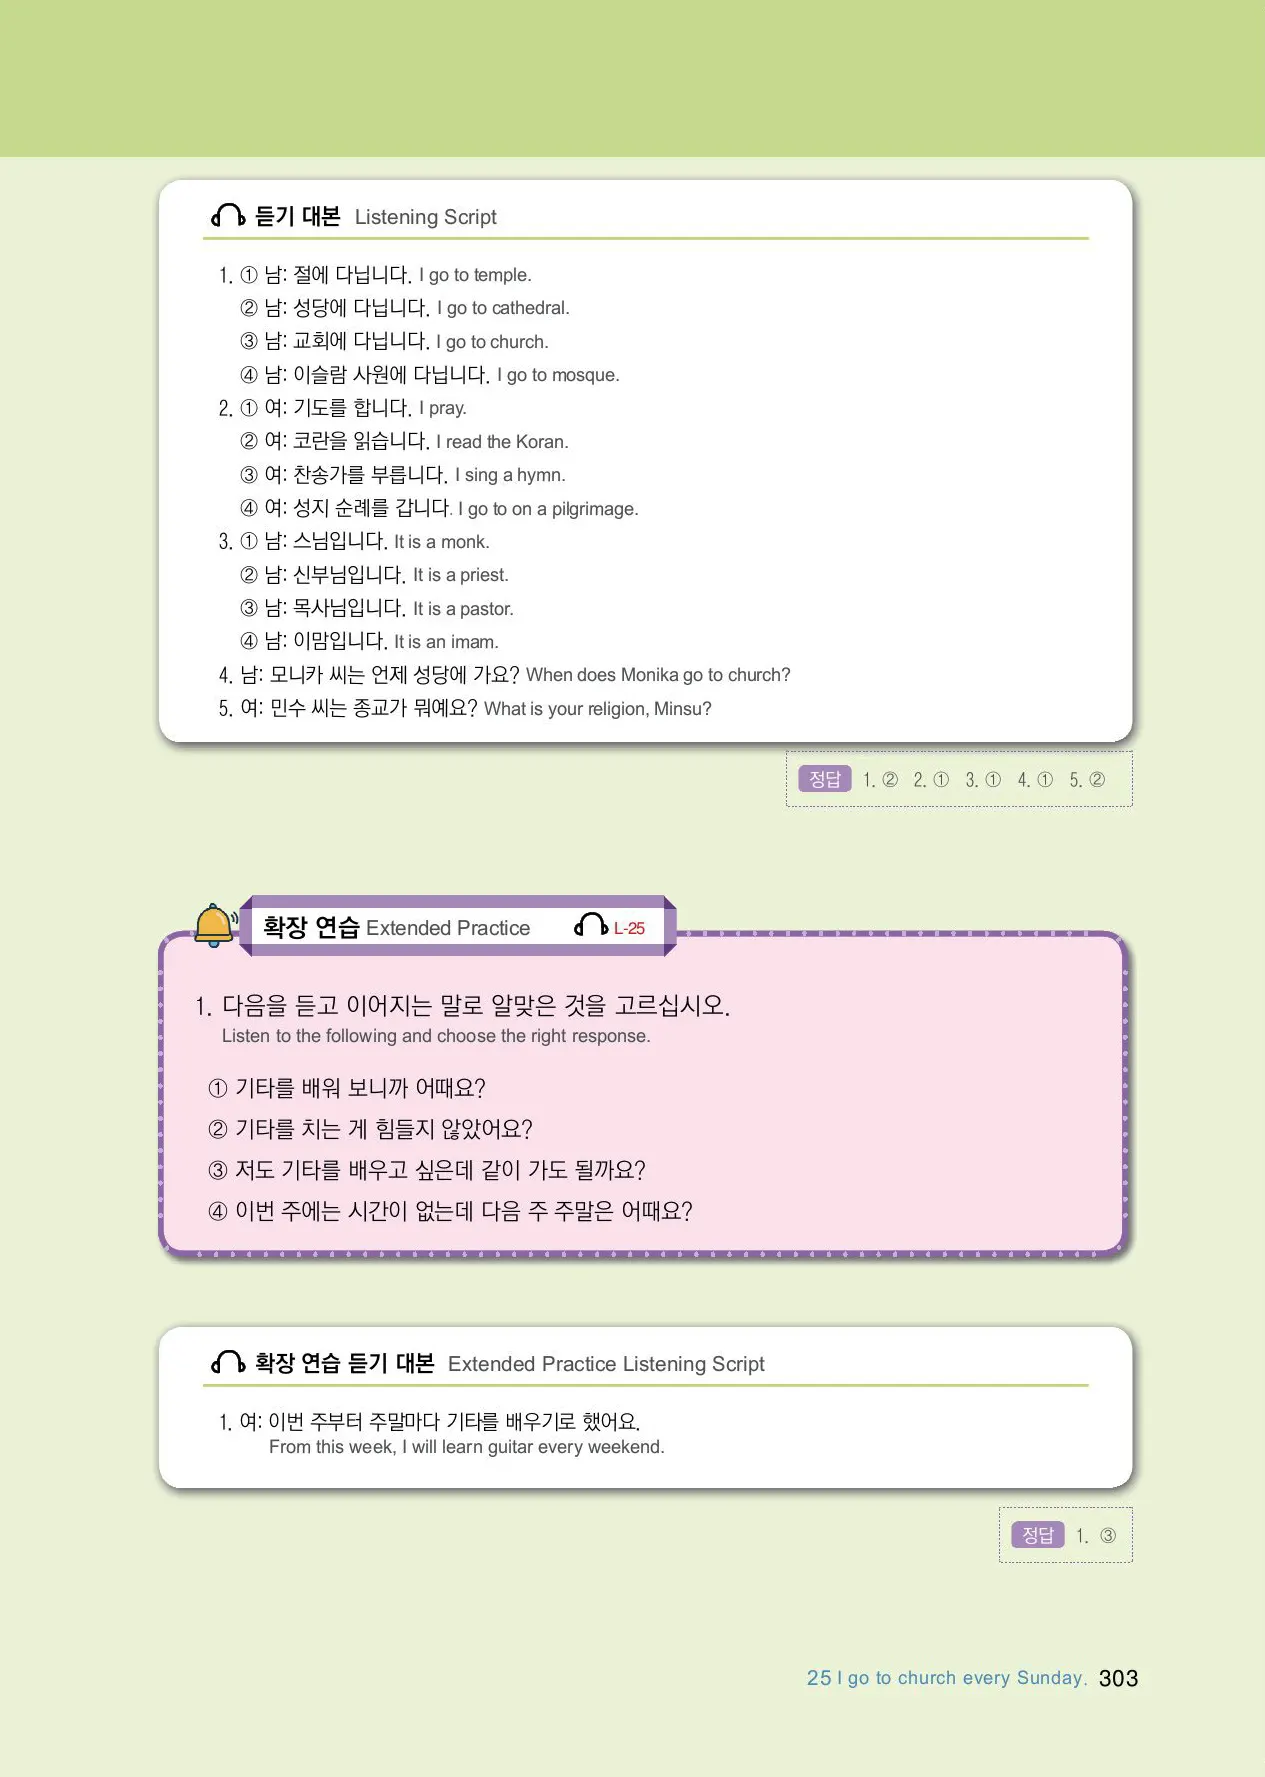 듣기 대본 Listening Script
1. ① 남: 절에 다닙니다. I go to temple.
② 남: 성당에 다닙니다. I go to cathedral.
③ 남: 교회에 다닙니다. I go to church.
④ 남: 이슬람 사원에 다닙니다. I go to mosque.
2. ① 여: 기도를 합니다. I pray.
② 여: 코란을 읽습니다. I read the Koran.
③ 여: 찬송가를 부릅니다. I sing a hymn.
④ 여: 성지 순례를 갑니다. I go to on a pilgrimage.
3. ① 남: 스님입니다. It is a monk.
② 남: 신부님입니다. It is a priest.
③ 남: 목사님입니다. It is a pastor.
④ 남: 이맘입니다. It is an imam.
4. 남: 모니카 씨는 언제 성당에 가요? When does Monika go to church?
5. 여: 민수 씨는 종교가 뭐예요? What is your religion, Minsu?
정답 1. ② 2. ① 3. ① 4. ① 5. ②
확장 연습 Extended Practice L-25
1. 다음을 듣고 이어지는 말로 알맞은 것을 고르십시오.
Listen to the following and choose the right response.
① 기타를 배워 보니까 어때요?
② 기타를 치는 게 힘들지 않았어요?
③ 저도 기타를 배우고 싶은데 같이 가도 될까요?
④ 이번 주에는 시간이 없는데 다음 주 주말은 어때요?
확장 연습 듣기 대본 Extended Practice Listening Script
1. 여: 이번 주부터 주말마다 기타를 배우기로 했어요.
From this week, I will learn guitar every weekend.
정답 1. ③
25 I go to church every Sunday. 303